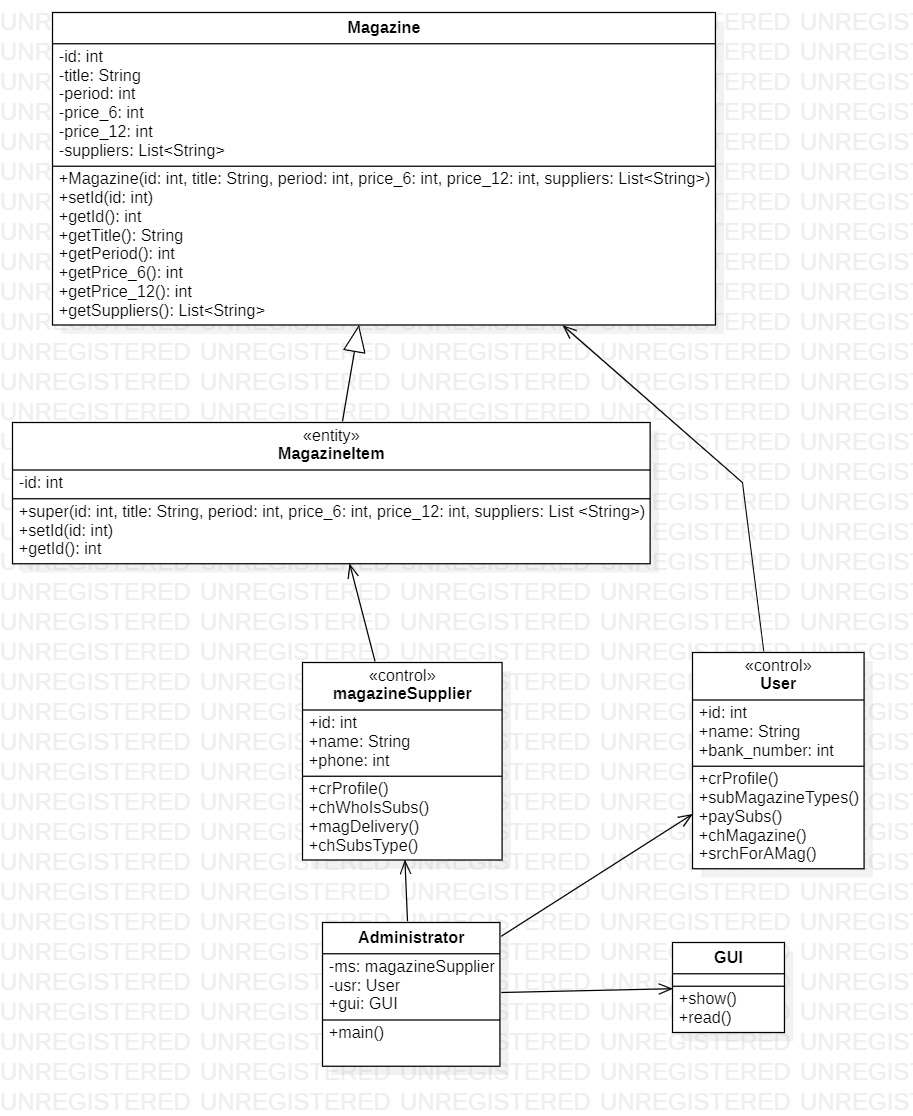 Magazine
-id: int
-title: String
-period: int
-price_6: int
-price_12: int
-suppliers: List<String>
+Magazine(id: int, title: String, period: int, price_6: int, price_12: int, suppliers: List<String>)
+setId(id: int)
+getId(): int
+getTitle(): String
+getPeriod(): int
+getPrice_6(): int
+getPrice_12(): int
+getSuppliers(): List<String>
«entity»
MagazineItem
-id: int
+super(id: int, title: String, period: int, price_6: int, price_12: int, suppliers: List <String>)
+setId(id: int)
+getId(): int
«control»
magazineSupplier
+id: int
+name: String
+phone: int
+crProfile()
+chWhoIsSubs()
+magDelivery()
+chSubsType()
«control»
User
+id: int
+name: String
+bank_number: int
+crProfile()
+subMagazineTypes()
+paySubs()
+chMagazine()
+srchForAMag()
Administrator
-ms: magazineSupplier
-usr: User
+gui: GUI
+main()
GUI
+show()
+read()
UNREGISTERED UNREGISTERED UNREGISTERED UNREGISTERED UNREGIS